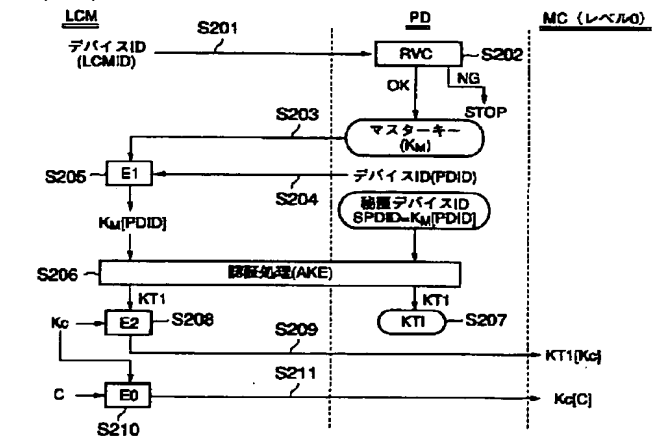 LCM
PD
MC (レベル0)
デバイスID
(LCMID)
S201
RVC
S202
OK
NG
STOP
S203
マスターキー
(KM)
S205
E1
S204
デバイスID(PDID)
KM[PDID]
秘匿デバイスID
SPDID=KM[PDID]
S206
認証処理(AKE)
KT1
KT1
Kc
E2
S208
KTI
S207
S209
KT1[Kc]
S211
C
E0
Kc[C]
S210